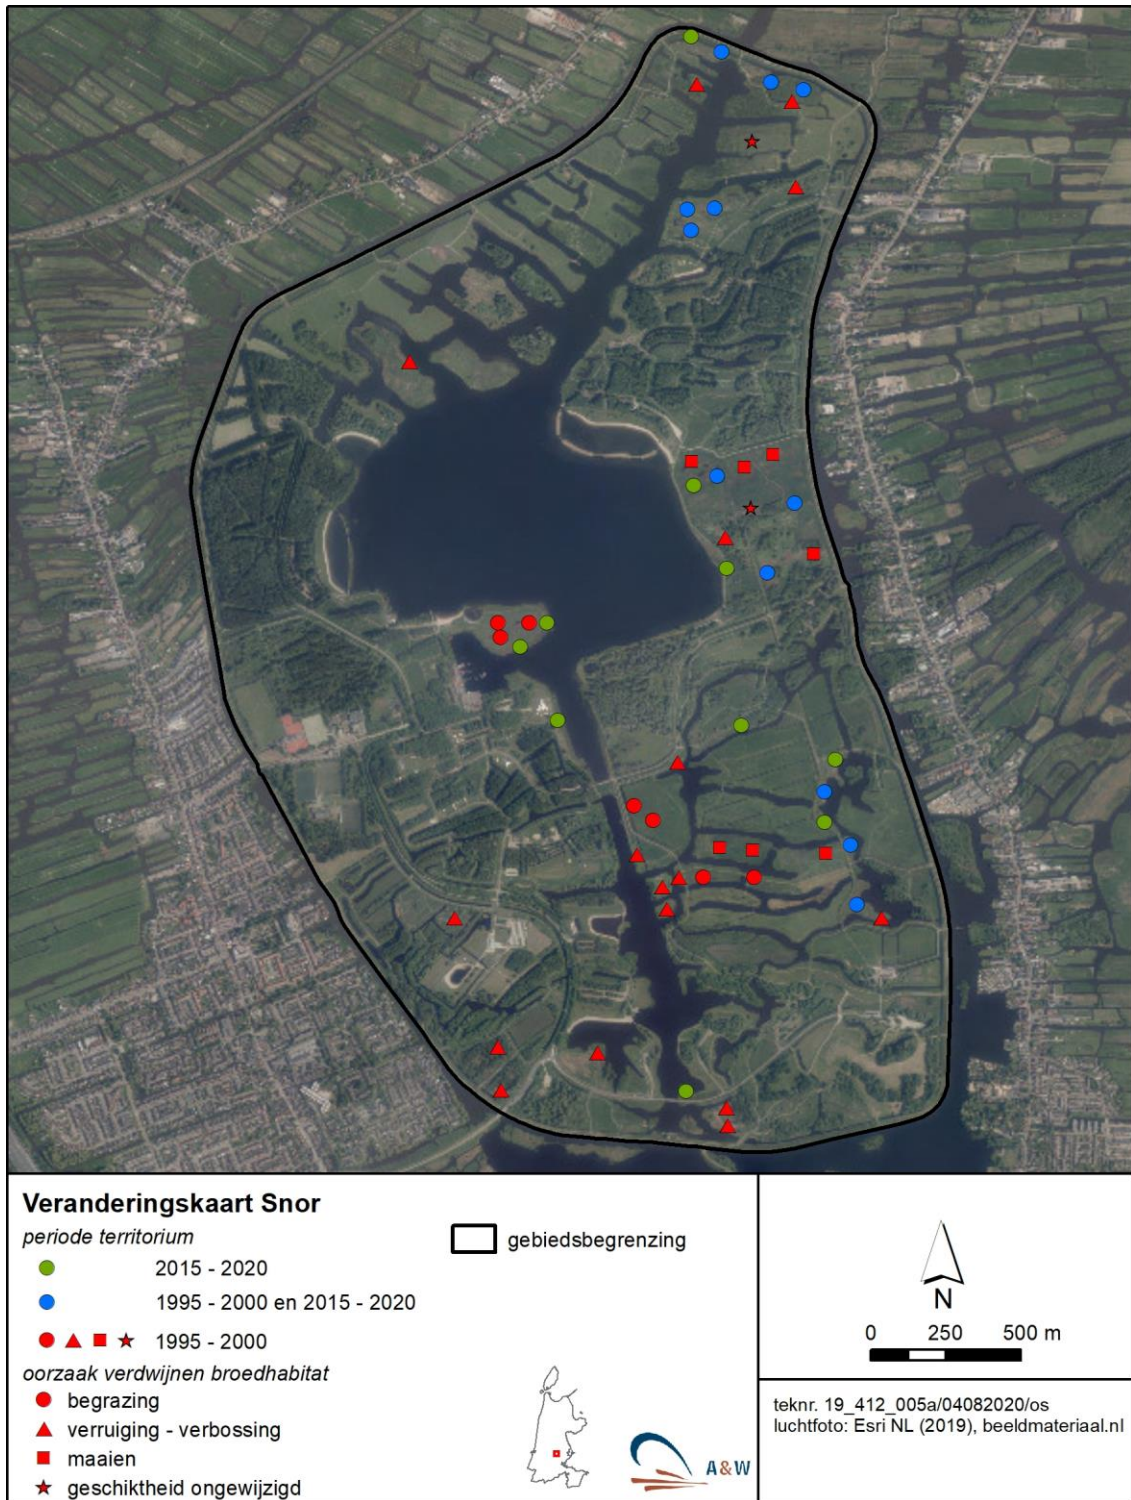 Veranderingskaart Snor
periode territorium
2015 - 2020
1995 - 2000 en 2015 - 2020
1995 - 2000
oorzaak verdwijnen broedhabitat
begrazing
verruiging - verbossing
maaien
geschiktheid ongewijzigd
gebiedsbegrenzing
A&W
N
0 250 500 m
teknr. 19_412_005a/04082020/os
luchtfoto: Esri NL (2019), beeldmateriaal.nl